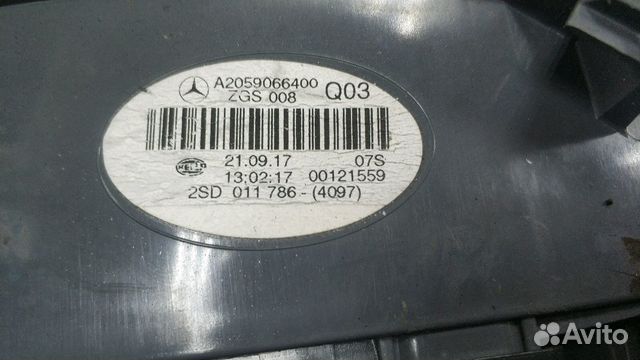 A2059066400
ZGS 008 Q03
21.09.17 07S
13:02:17 00121559
2SD 011 786-(4097)
Avito